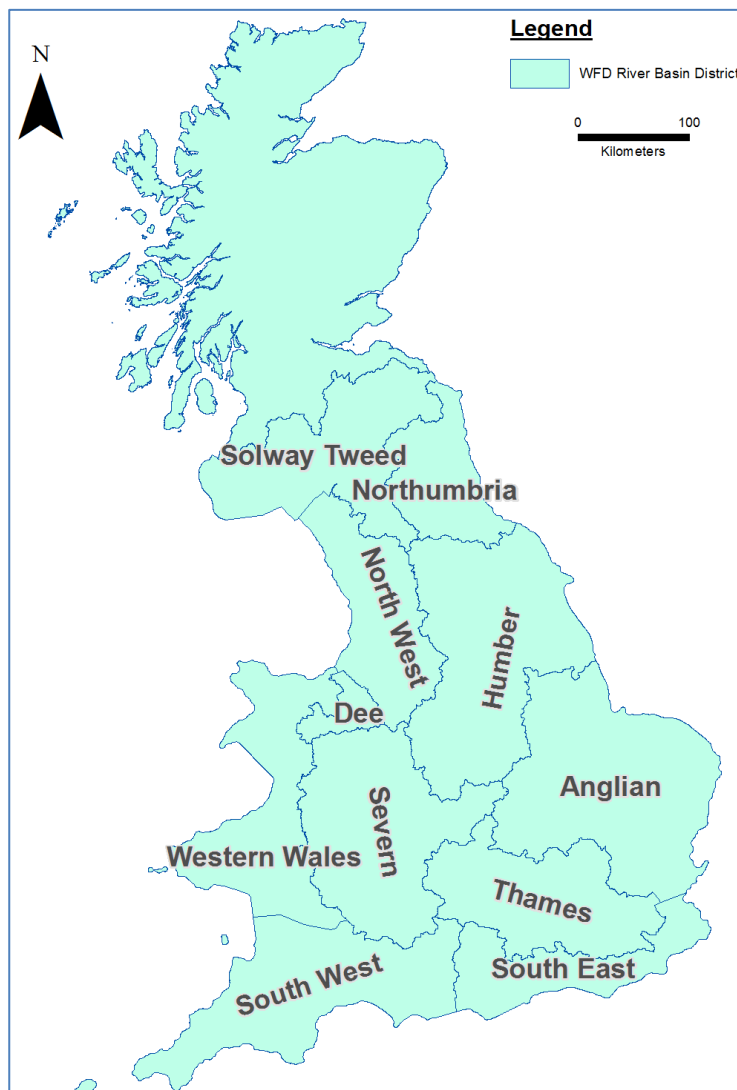 N
Legend
WFD River Basin District
0 100
Kilometers
Solway Tweed
Northumbria
North West
Humber
Dee
Severn
Anglian
Western Wales
Thames
South East
South West